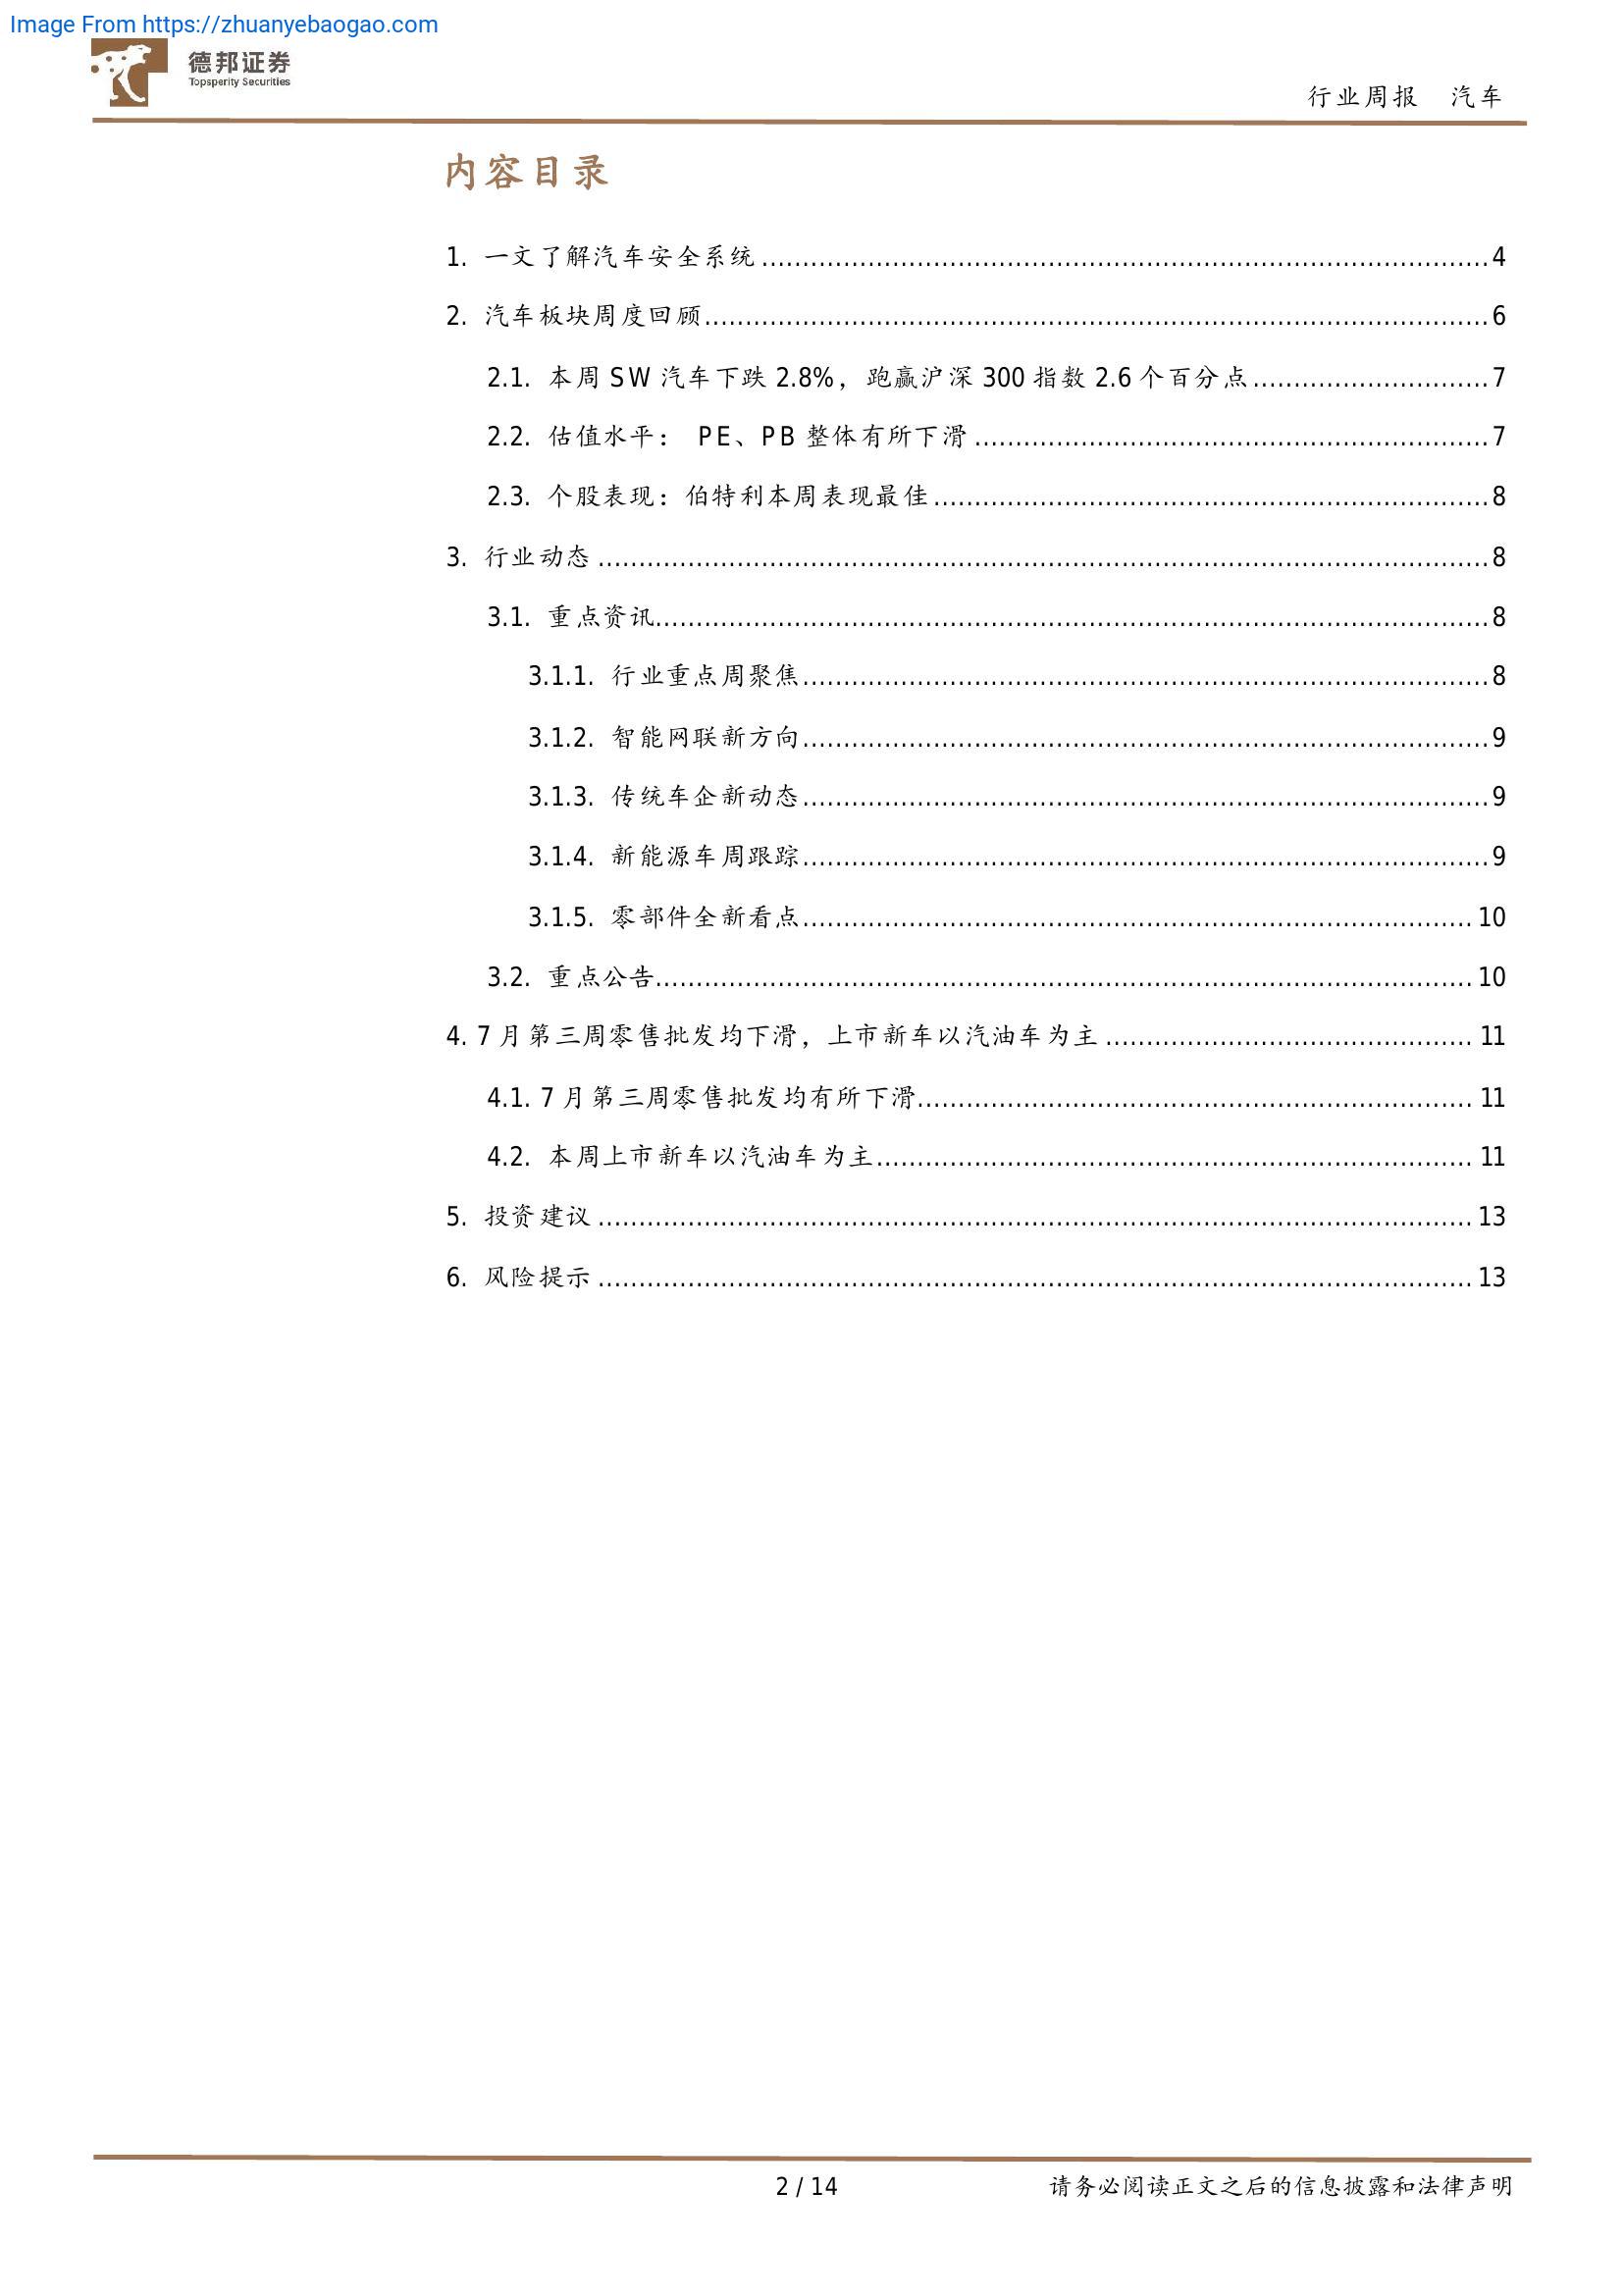 Image From https://zhuanyebaogao.com
德邦证券
Topsperity Securities
行业周报 汽车
内容目录
1. 一文了解汽车安全系统........................................................................................4
2. 汽车板块周度回顾...............................................................................................6
2.1. 本周 SW 汽车下跌 2.8%，跑赢沪深 300 指数 2.6 个百分点............................7
2.2. 估值水平： PE、PB 整体有所下滑..............................................................7
2.3. 个股表现：伯特利本周表现最佳...................................................................8
3. 行业动态............................................................................................................8
3.1. 重点资讯.....................................................................................................8
3.1.1. 行业重点周聚焦...................................................................................8
3.1.2. 智能网联新方向...................................................................................9
3.1.3. 传统车企新动态...................................................................................9
3.1.4. 新能源车周跟踪...................................................................................9
3.1.5. 零部件全新看点.................................................................................10
3.2. 重点公告...................................................................................................10
4. 7 月第三周零售批发均下滑，上市新车以汽油车为主............................................11
4.1. 7 月第三周零售批发均有所下滑...................................................................11
4.2. 本周上市新车以汽油车为主........................................................................11
5. 投资建议..........................................................................................................13
6. 风险提示..........................................................................................................13
2 / 14 请务必阅读正文之后的信息披露和法律声明